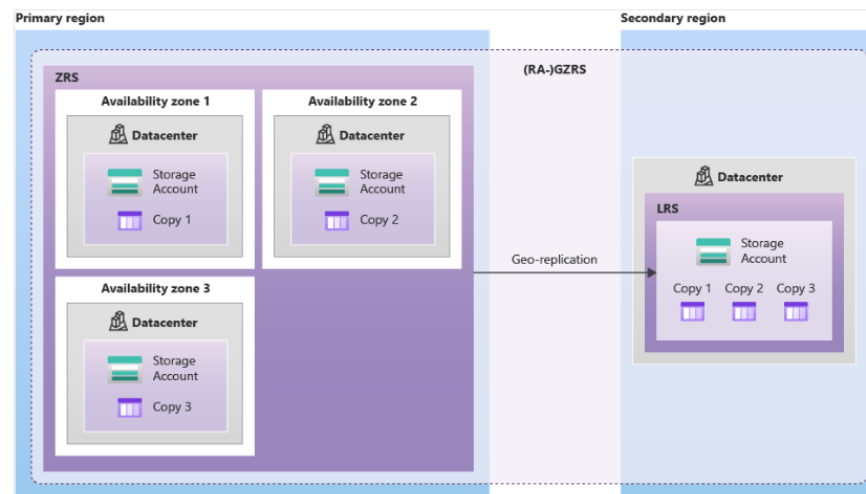 Primary region
Secondary region
(RA-)GZRS
ZRS
Availability zone 1
Datacenter
Storage
Account
Copy 1
Availability zone 2
Datacenter
Storage
Account
Copy 2
Availability zone 3
Datacenter
Storage
Account
Copy 3
Geo-replication
Datacenter
LRS
Storage
Account
Copy 1 Copy 2 Copy 3